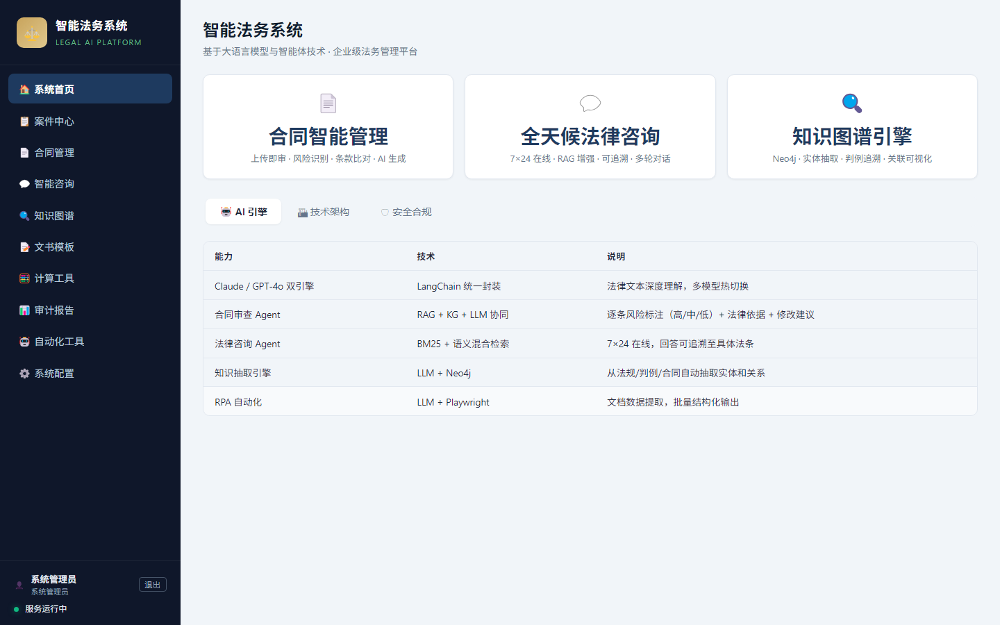 智能法务系统
LEGAL AI PLATFORM
系统首页
案件中心
合同管理
智能咨询
知识图谱
文书模板
计算工具
审计报告
自动化工具
系统配置
系统管理员
系统管理员
退出
服务运行中
智能法务系统
基于大语言模型与智能体技术 · 企业级法务管理平台
合同智能管理
上传即审 · 风险识别 · 条款比对 · AI 生成
全天候法律咨询
7×24 在线 · RAG 增强 · 可追溯 · 多轮对话
知识图谱引擎
Neo4j · 实体抽取 · 判例追溯 · 关联可视化
AI 引擎 技术架构 安全合规
能力 技术 说明
Claude / GPT-4o 双引擎 LangChain 统一封装 法律文本深度理解，多模型热切换
合同审查 Agent RAG + KG + LLM 协同 逐条风险标注（高/中/低）+ 法律依据 + 修改建议
法律咨询 Agent BM25 + 语义混合检索 7×24 在线，回答可追溯至具体法条
知识抽取引擎 LLM + Neo4j 从法规/判例/合同自动抽取实体和关系
RPA 自动化 LLM + Playwright 文档数据提取，批量结构化输出